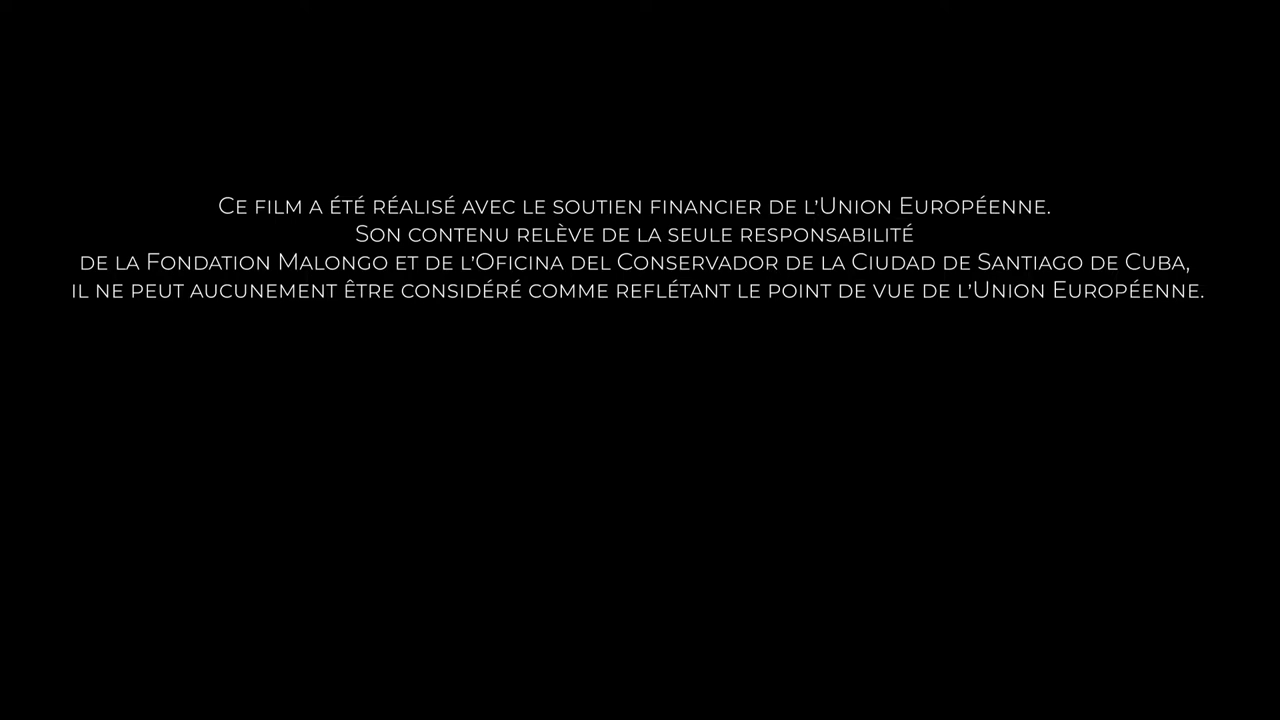 Ce film a été réalisé avec le soutien financier de l’Union Européenne.
Son contenu relève de la seule responsabilité
de la Fondation Malongo et de l’Oficina del Conservador de la Ciudad de Santiago de Cuba,
il ne peut aucunement être considéré comme reflétant le point de vue de l’Union Européenne.